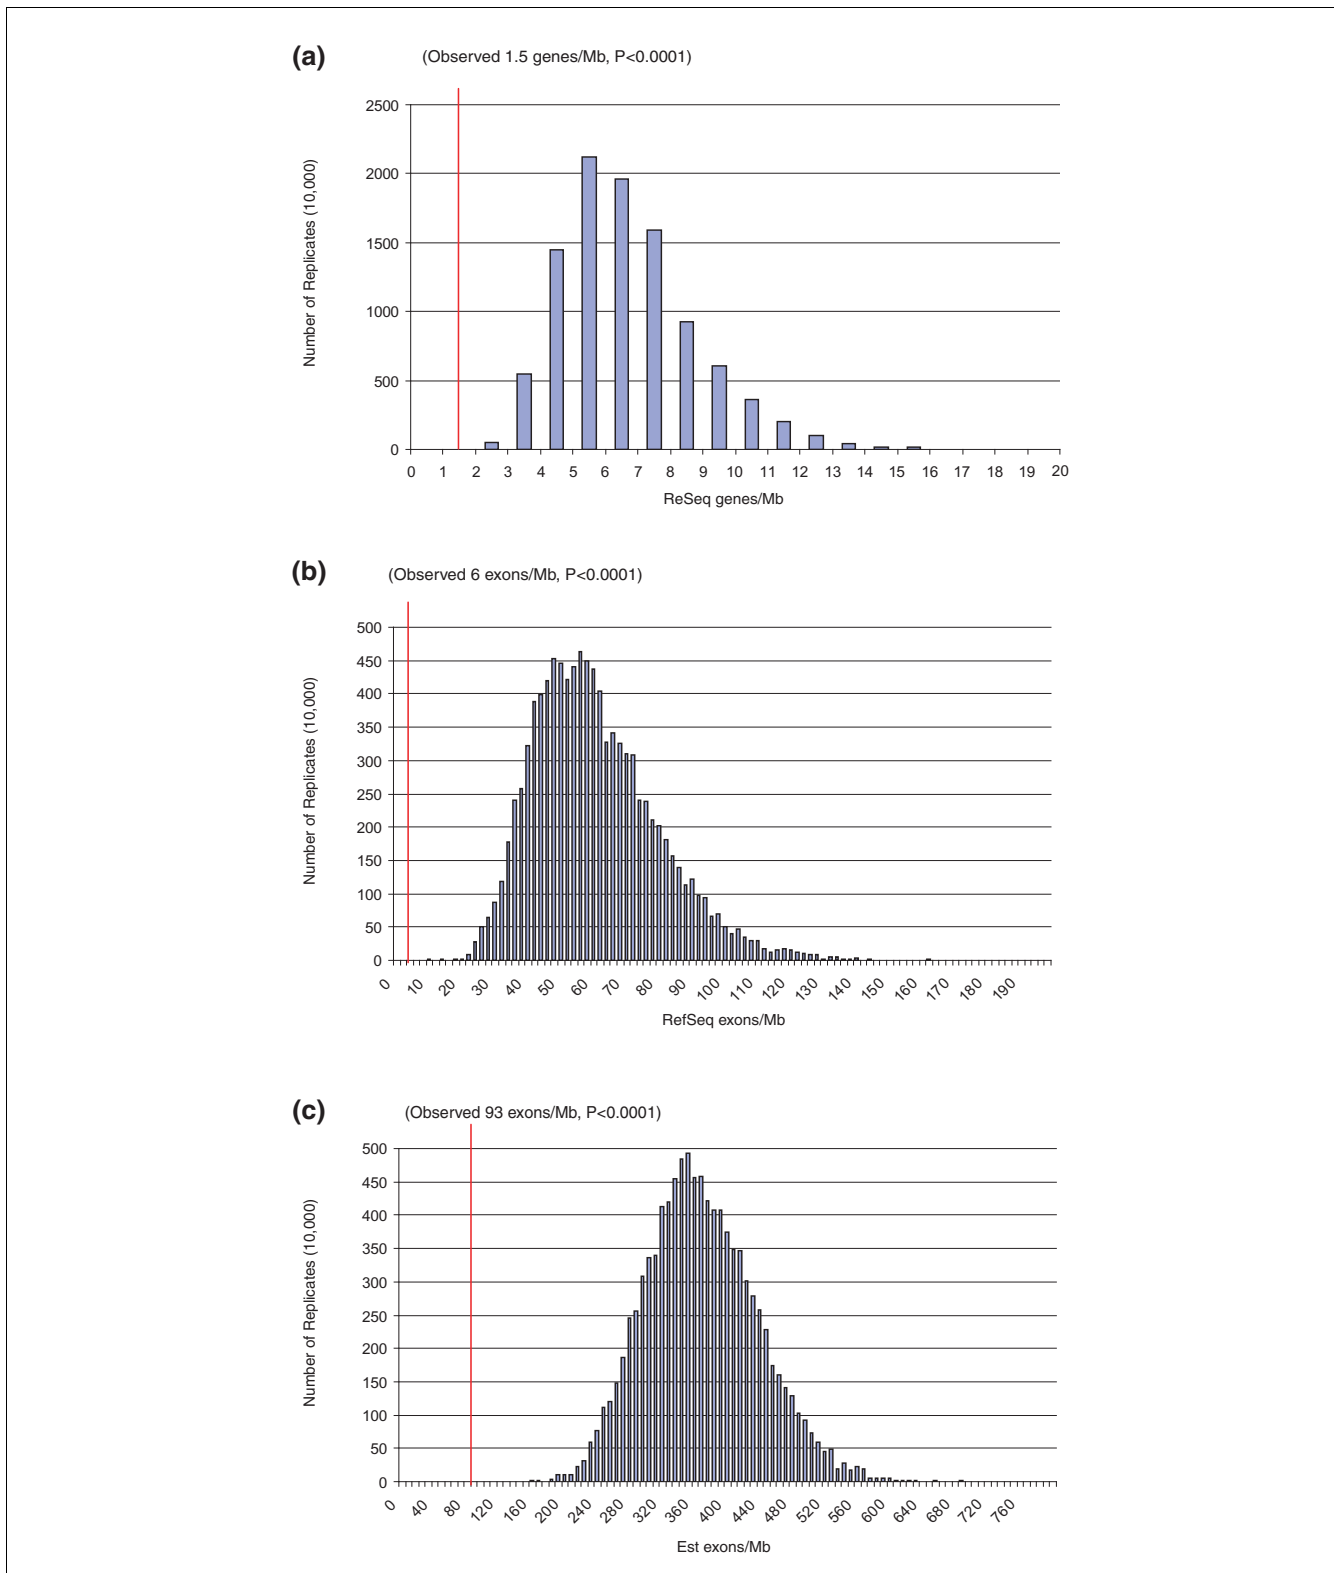 (a)
(Observed 1.5 genes/Mb, P<0.0001)
Number of Replicates (10,000)
2500
2000
1500
1000
500
0
0 1 2 3 4 5 6 7 8 9 10 11 12 13 14 15 16 17 18 19 20
ReSeq genes/Mb
(b)
(Observed 6 exons/Mb, P<0.0001)
Number of Replicates (10,000)
500
450
400
350
300
250
200
150
100
50
0
0 10 20 30 40 50 60 70 80 90 100 110 120 130 140 150 160 170 180 190
RefSeq exons/Mb
(c)
(Observed 93 exons/Mb, P<0.0001)
Number of Replicates (10,000)
500
450
400
350
300
250
200
150
100
50
0
0 40 80 120 160 200 240 280 320 360 400 440 480 520 560 600 640 680 720 760
Est exons/Mb